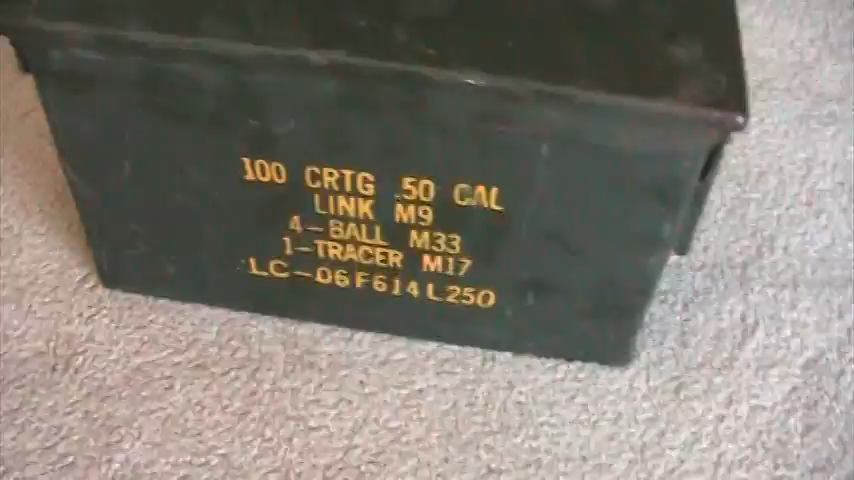 100 CRTG .50 CAL
LINK M9
4-BALL M33
1-TRACER M17
LC-06F614L250